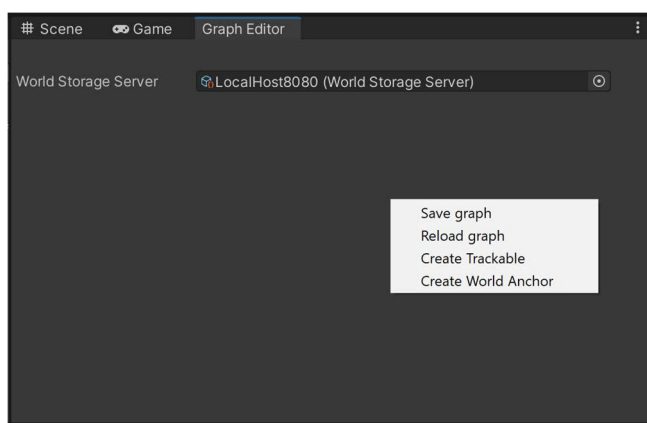 Scene Game Graph Editor
World Storage Server LocalHost8080 (World Storage Server)
Save graph
Reload graph
Create Trackable
Create World Anchor